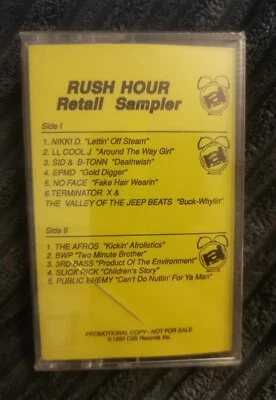 RUSH HOUR
Retail Sampler
Side I
1. NIKKI D. "Lettin' Off Steam"
2. LL COOL J "Around The Way Girl"
3. SID & B-TONN "Deathwish"
4. EPMD "Gold Digger"
5. NO FACE "Fake Hair Wearin"
6 TERMINATOR X &
THE VALLEY OF THE JEEP BEATS "Buck-Whylin'
Side II
1. THE AFROS "Kickin' Afrolistics"
2. BWP "Two Minute Brother"
3. 3RD BASS "Product Of The Environment"
4. SLICK RICK "Children's Story"
5. PUBLIC ENEMY "Can't Do Nuttin' For Ya Man"
PROMOTIONAL COPY - NOT FOR SALE
CBS Records Inc.